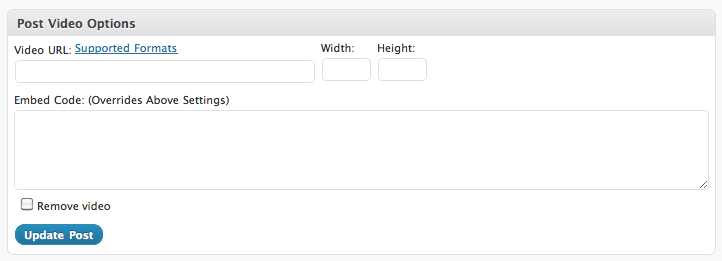 Post Video Options
Video URL: Supported Formats Width: Height:
Embed Code: (Overrides Above Settings)
Remove video
Update Post